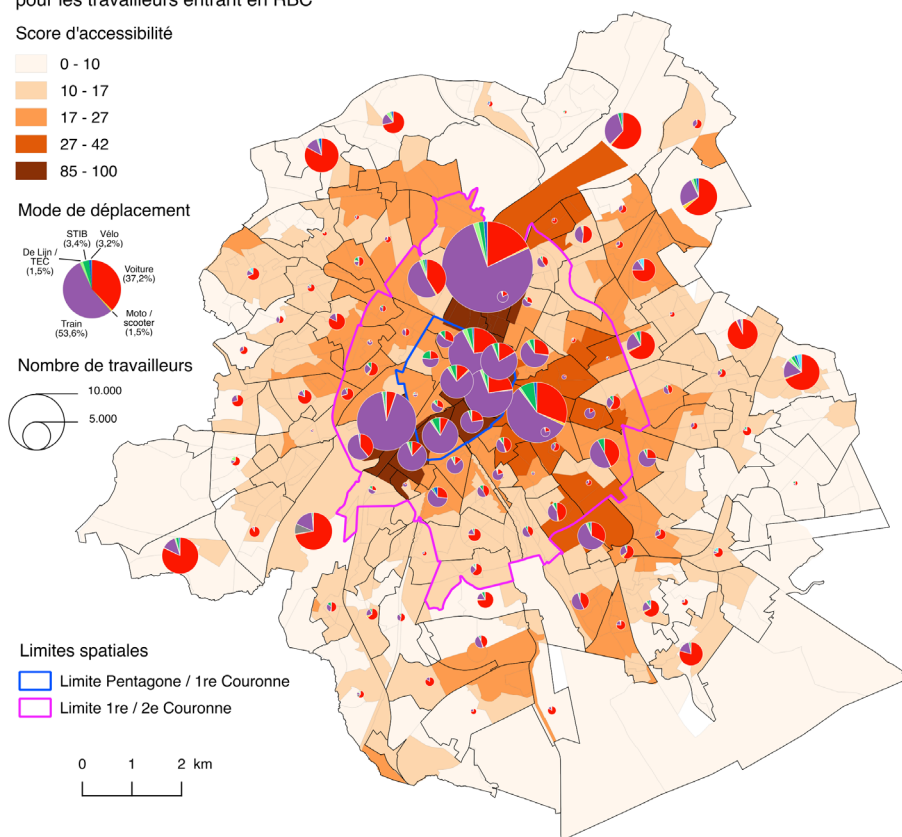 pour les travailleurs entrant en RBC
Score d'accessibilité
0 - 10
10 - 17
17 - 27
27 - 42
85 - 100
Mode de déplacement
STIB
(3,4%)
Vélo
(3,2%)
De Lijn /
TEC
(1,5%)
Voiture
(37,2%)
Train
(53,6%)
Moto /
scooter
(1,5%)
Nombre de travailleurs
10.000
5.000
Limites spatiales
Limite Pentagone / 1re Couronne
Limite 1re / 2e Couronne
0 1 2 km